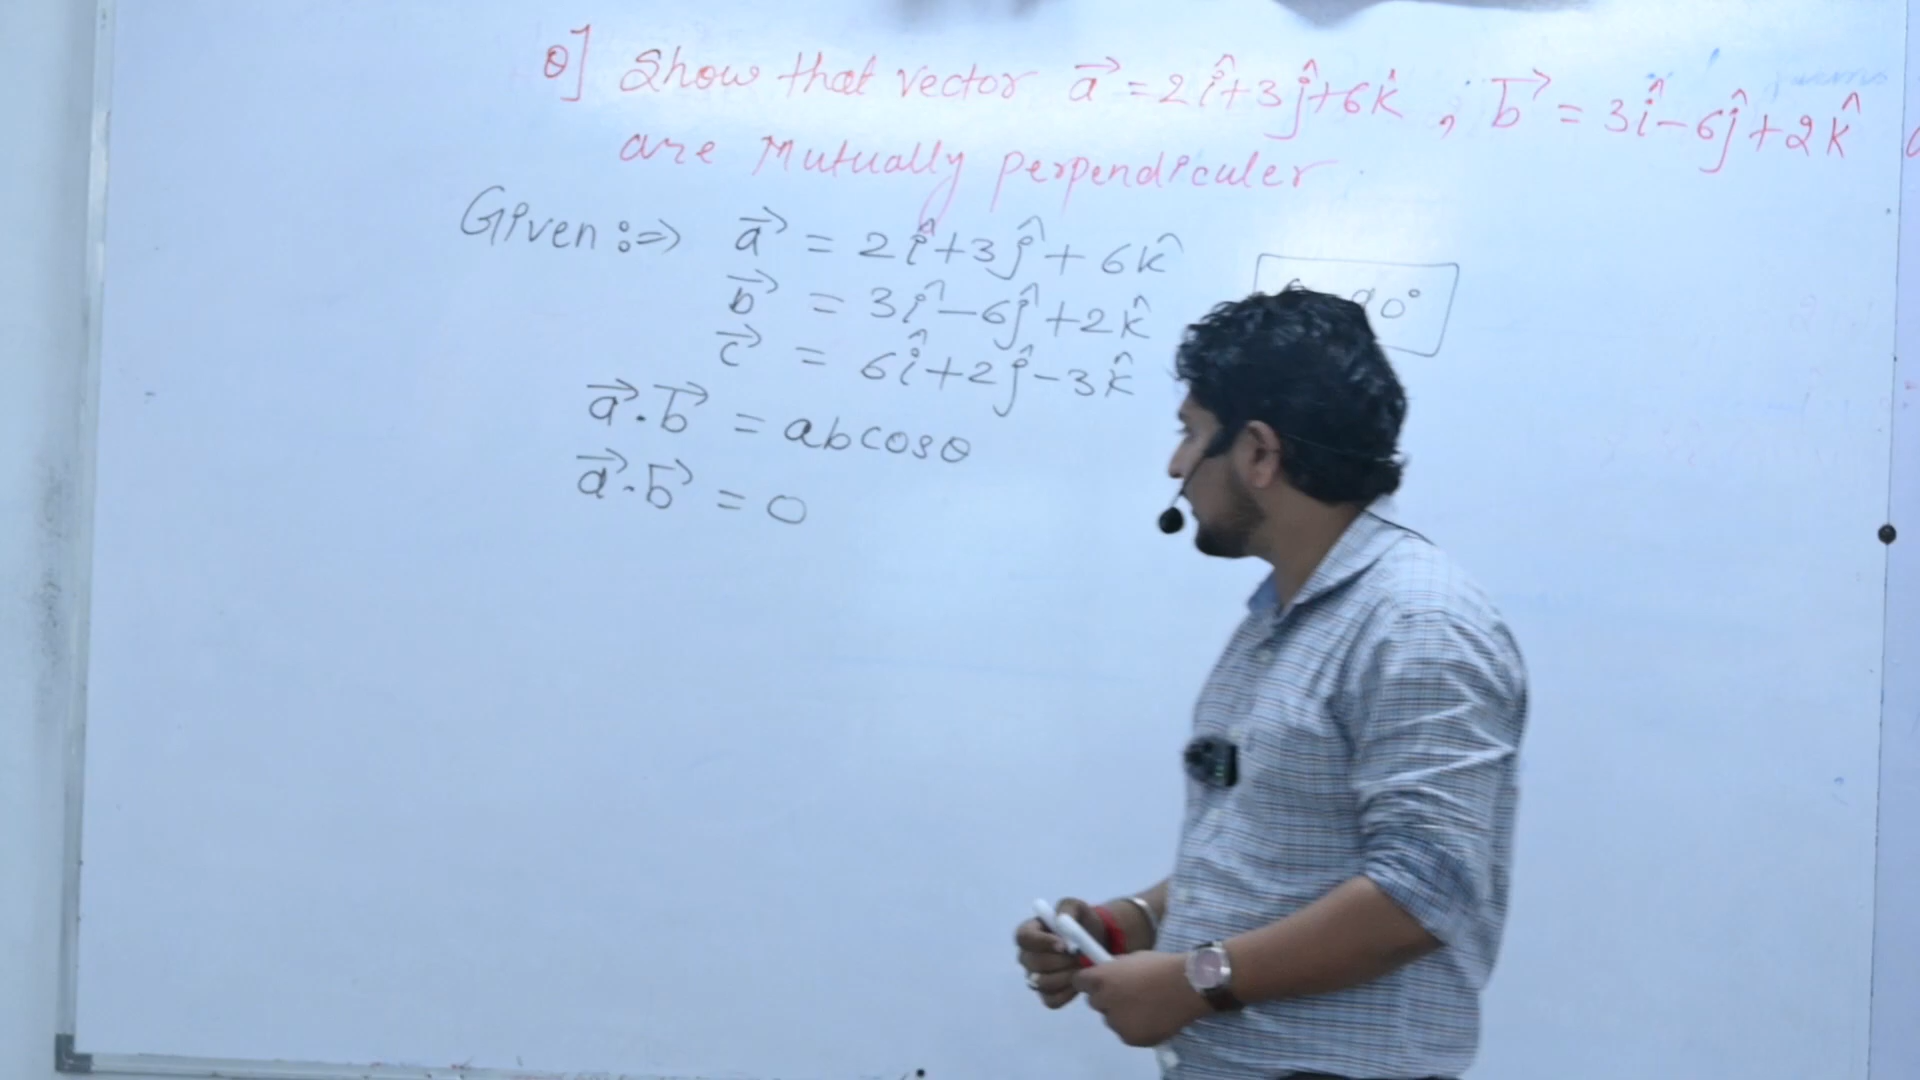 Q] Show that vector a⃗ = 2î+3ĵ+6k̂ , ; b⃗ = 3î-6ĵ+2k̂
are Mutually perpendiculer
Given :⇒ a⃗ = 2î+3ĵ+6k̂
b⃗ = 3î-6ĵ+2k̂
90°
c⃗ = 6î+2ĵ-3k̂
a⃗.b⃗ = abcosθ
a⃗.b⃗ = 0